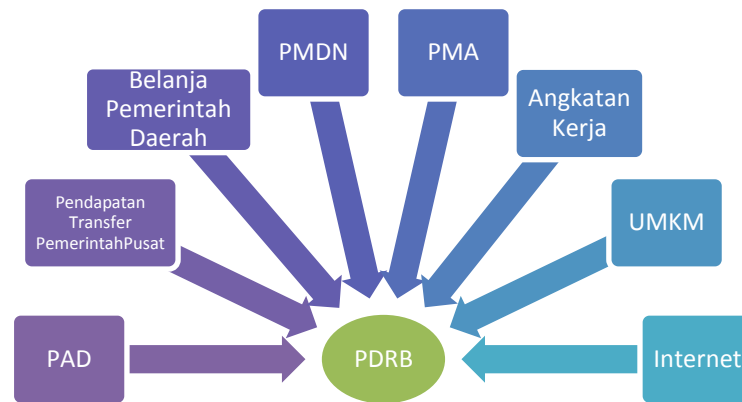 PMDN
PMA
Belanja
Pemerintah
Daerah
Angkatan
Kerja
Pendapatan
Transfer
PemerintahPusat
UMKM
PAD
PDRB
Internet